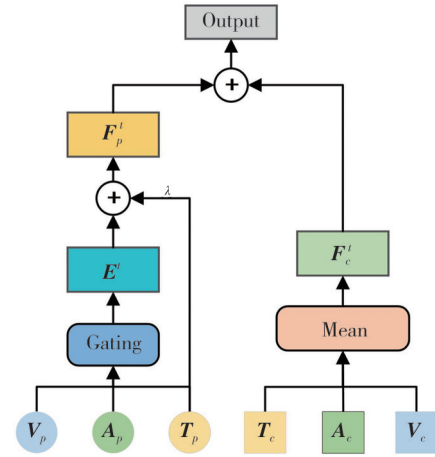 Output
+
F_p^t
+
λ
E^t
F_c^t
Gating
Mean
V_p A_p T_p T_c A_c V_c